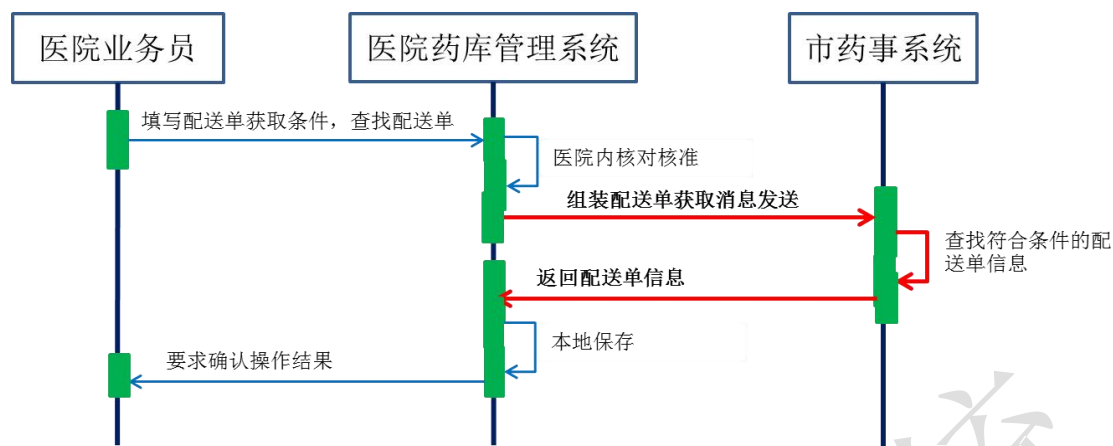 医院业务员
医院药库管理系统
市药事系统
填写配送单获取条件，查找配送单
医院内核对核准
组装配送单获取消息发送
查找符合条件的配
送单信息
返回配送单信息
本地保存
要求确认操作结果